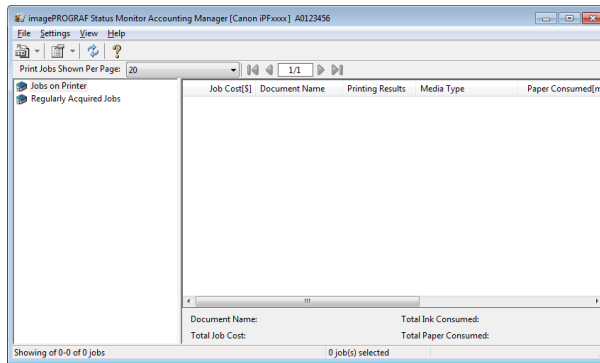 imagePROGRAF Status Monitor Accounting Manager [Canon iPFxxxx] A0123456
File Settings View Help
Print Jobs Shown Per Page: 20 1/1
Jobs on Printer
Regularly Acquired Jobs
Job Cost[$] Document Name Printing Results Media Type Paper Consumed[m
Document Name: Total Ink Consumed:
Total Job Cost: Total Paper Consumed:
Showing of 0-0 of 0 jobs 0 job(s) selected